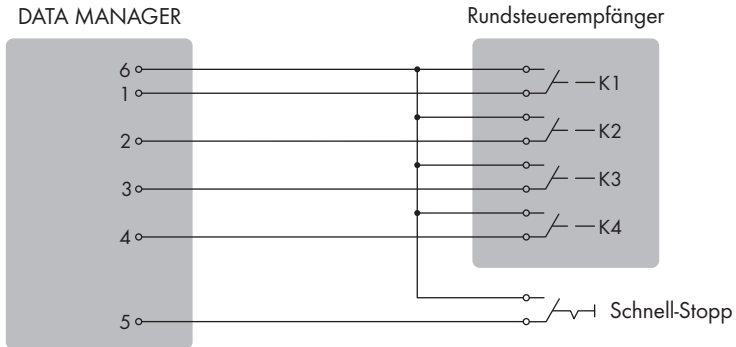 DATA MANAGER
Rundsteuerempfänger
6
1
K1
2
K2
3
K3
4
K4
5
Schnell-Stopp